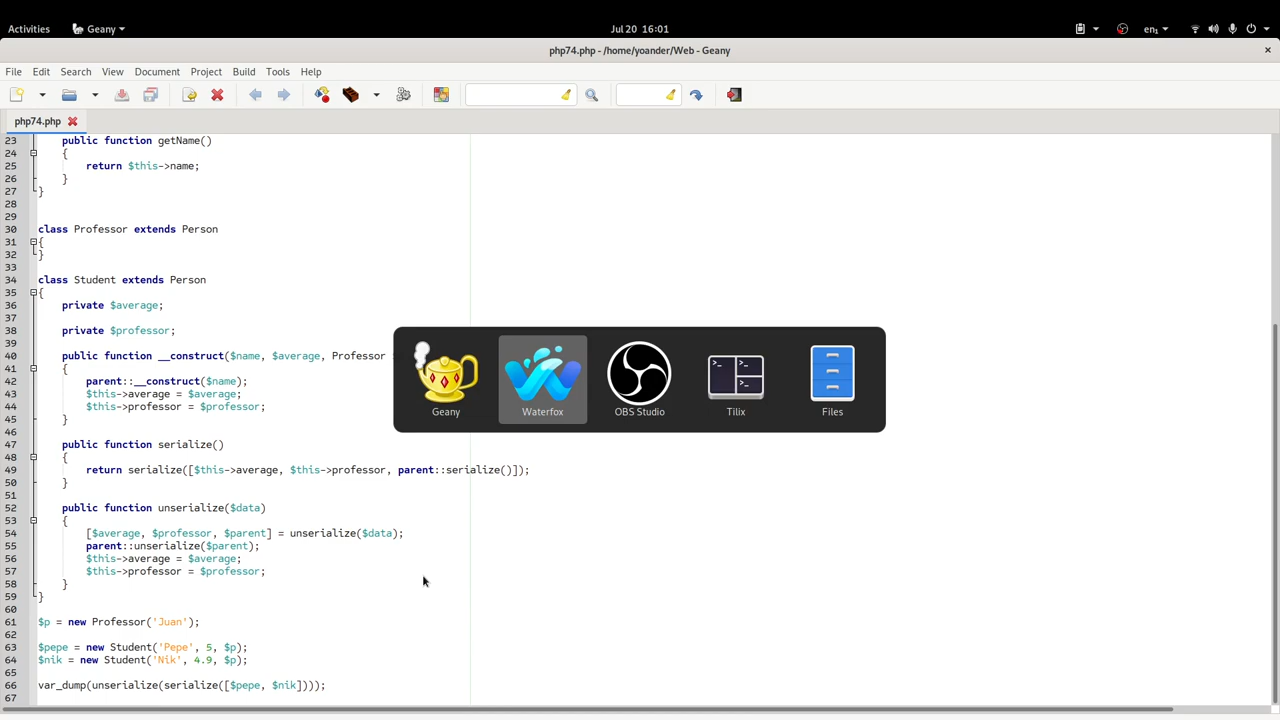 Activities
Geany
Jul 20 16:01
en₁
php74.php - /home/yoander/Web - Geany
File Edit Search View Document Project Build Tools Help
php74.php
23 public function getName()
24 {
25 return $this->name;
26 }
27 }
28
29
30 class Professor extends Person
31 {
32 }
33
34 class Student extends Person
35 {
36 private $average;
37
38 private $professor;
39
40 public function __construct($name, $average, Professor
41 {
42 parent::__construct($name);
43 $this->average = $average;
44 $this->professor = $professor;
45 }
46
47 public function serialize()
48 {
49 return serialize([$this->average, $this->professor, parent::serialize()]);
50 }
51
52 public function unserialize($data)
53 {
54 [$average, $professor, $parent] = unserialize($data);
55 parent::unserialize($parent);
56 $this->average = $average;
57 $this->professor = $professor;
58 }
59 }
60
61 $p = new Professor('Juan');
62
63 $pepe = new Student('Pepe', 5, $p);
64 $nik = new Student('Nik', 4.9, $p);
65
66 var_dump(unserialize(serialize([$pepe, $nik])));
67
Geany
Waterfox
OBS Studio
Tilix
Files